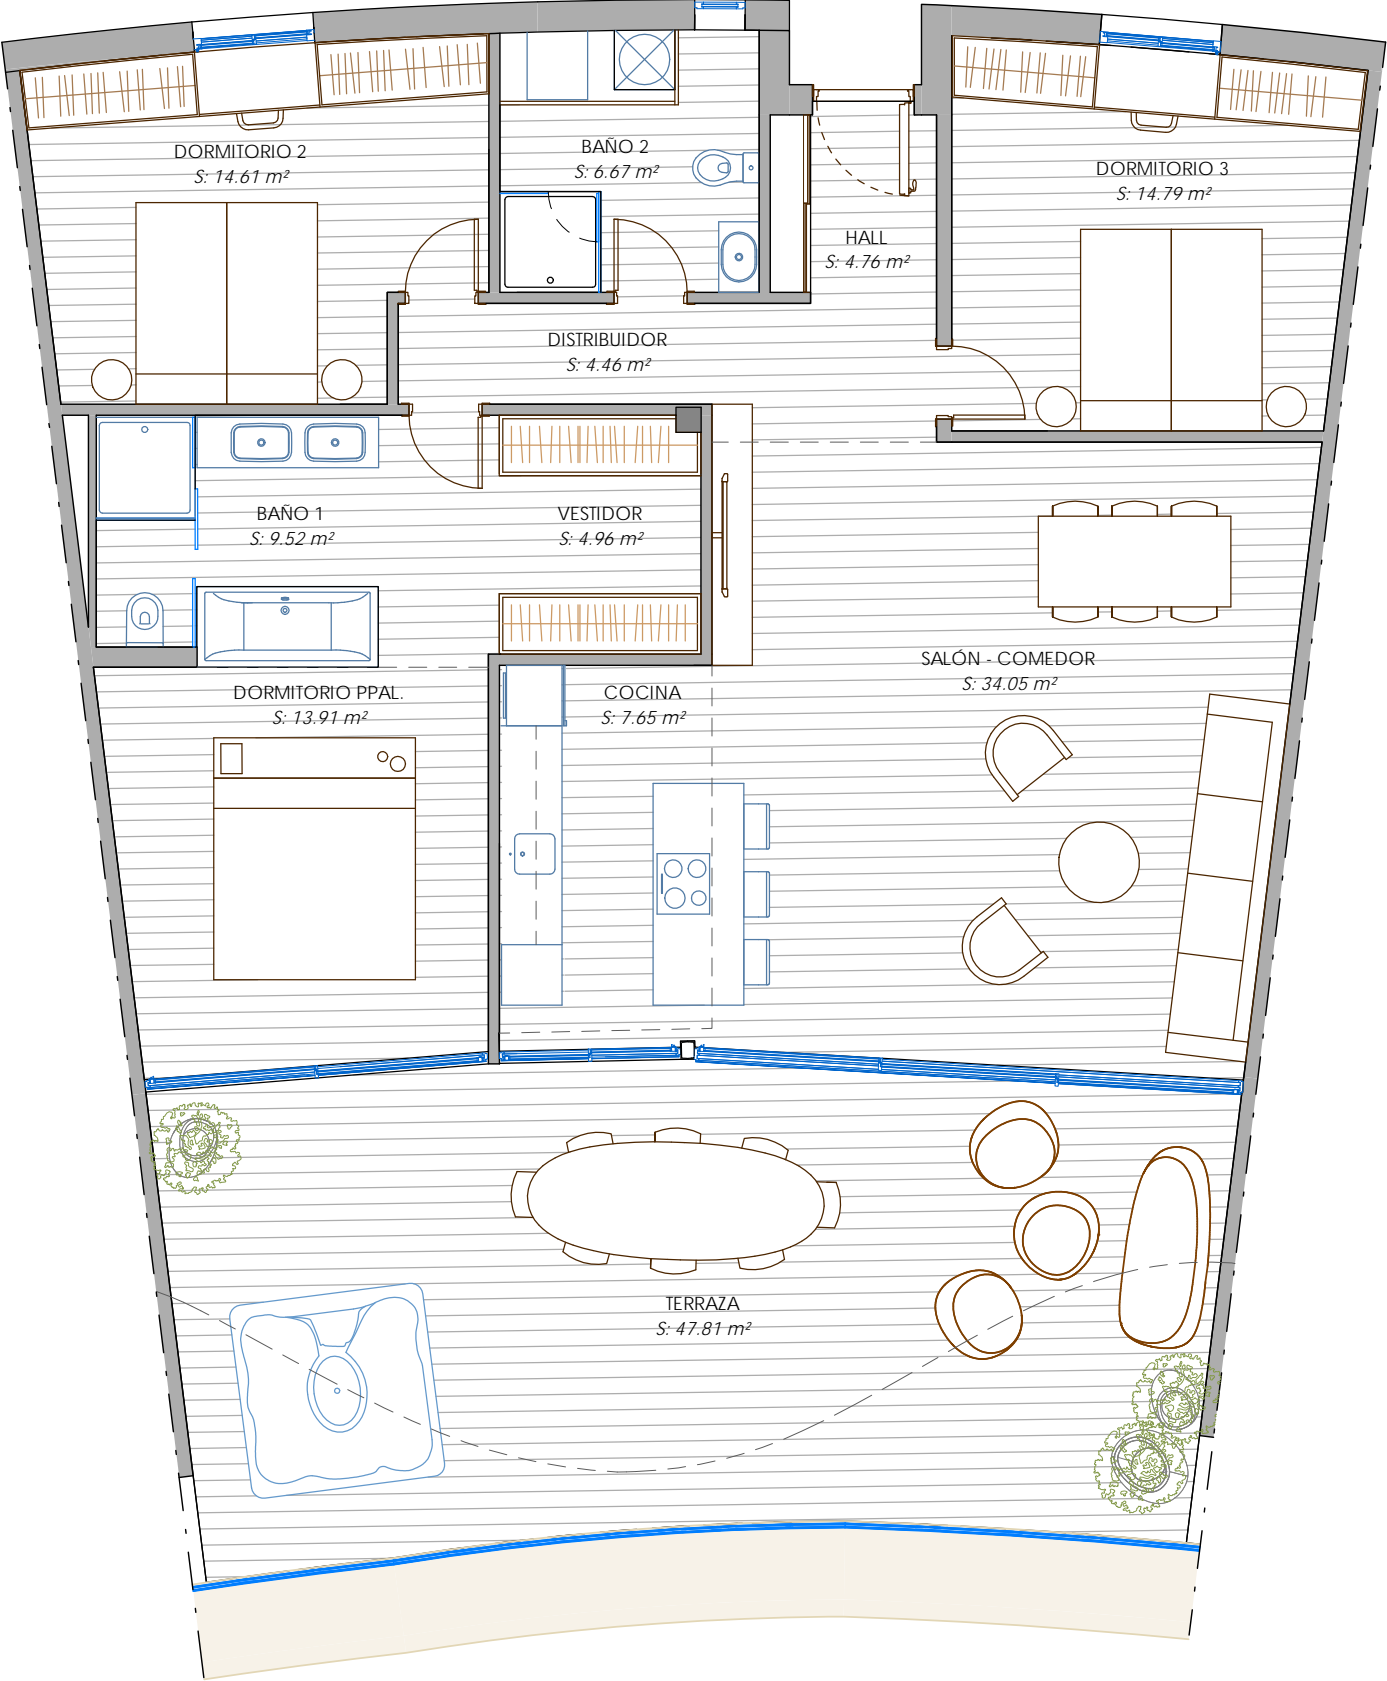 DORMITORIO 2
S: 14.61 m²
BAÑO 2
S: 6.67 m²
DORMITORIO 3
S: 14.79 m²
HALL
S: 4.76 m²
DISTRIBUIDOR
S: 4.46 m²
BAÑO 1
S: 9.52 m²
VESTIDOR
S: 4.96 m²
SALÓN - COMEDOR
S: 34.05 m²
DORMITORIO PPAL.
S: 13.91 m²
COCINA
S: 7.65 m²
TERRAZA
S: 47.81 m²